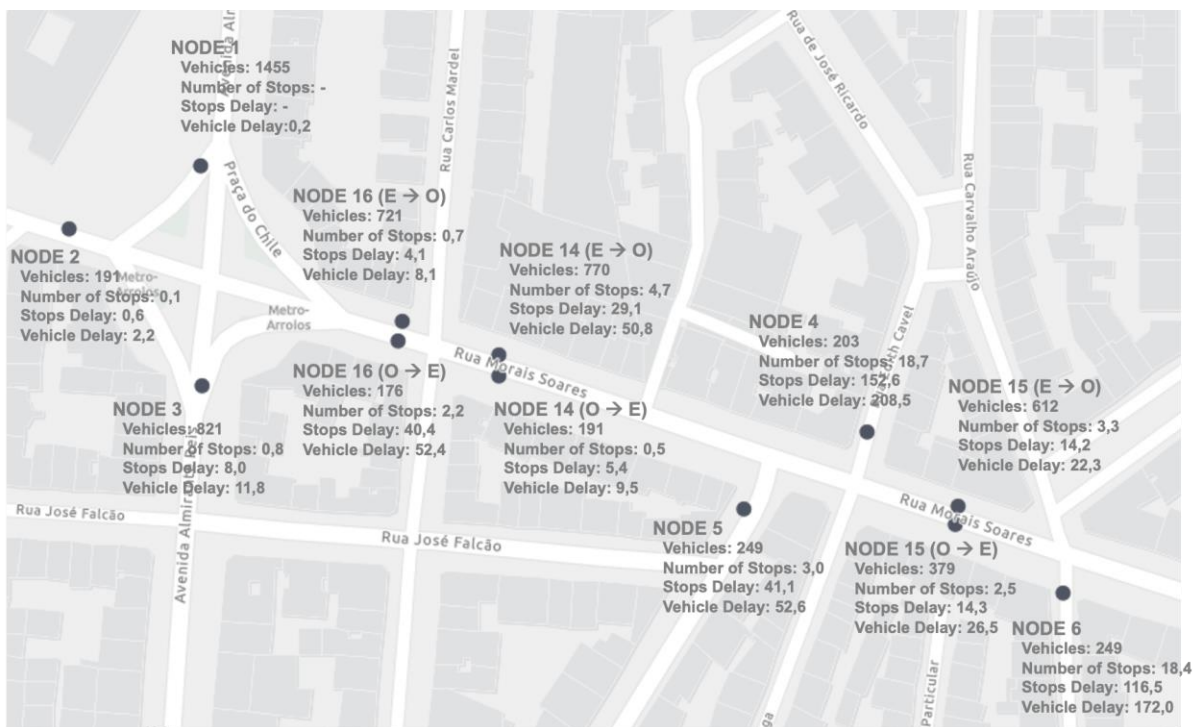 NODE 1
Vehicles: 1455
Number of Stops: -
Stops Delay: -
Vehicle Delay:0,2
Avenida Alm
Rua Carlos Mardel
Rua de José Ricardo
Rua Carvalho Araújo
Praça do Chile
NODE 16 (E → O)
Vehicles: 721
Number of Stops: 0,7
Stops Delay: 4,1
Vehicle Delay: 8,1
NODE 14 (E → O)
Vehicles: 770
Number of Stops: 4,7
Stops Delay: 29,1
Vehicle Delay: 50,8
NODE 2
Vehicles: 191
Number of Stops: 0,1
Stops Delay: 0,6
Vehicle Delay: 2,2
Metro-
Arroios
Metro-
Arroios
NODE 4
Vehicles: 203
Number of Stops: 18,7
Stops Delay: 152,6
Vehicle Delay: 208,5
Cavel
Rua Morais Soares
NODE 16 (O → E)
Vehicles: 176
Number of Stops: 2,2
Stops Delay: 40,4
Vehicle Delay: 52,4
NODE 15 (E → O)
Vehicles: 612
Number of Stops: 3,3
Stops Delay: 14,2
Vehicle Delay: 22,3
NODE 3
Vehicles: 821
Number of Stops: 0,8
Stops Delay: 8,0
Vehicle Delay: 11,8
NODE 14 (O → E)
Vehicles: 191
Number of Stops: 0,5
Stops Delay: 5,4
Vehicle Delay: 9,5
Avenida Almirante Reis
Rua José Falcão
Rua José Falcão
Rua Morais Soares
NODE 5
Vehicles: 249
Number of Stops: 3,0
Stops Delay: 41,1
Vehicle Delay: 52,6
NODE 15 (O → E)
Vehicles: 379
Number of Stops: 2,5
Stops Delay: 14,3
Vehicle Delay: 26,5
NODE 6
Vehicles: 249
Number of Stops: 18,4
Stops Delay: 116,5
Vehicle Delay: 172,0
Particular
ga